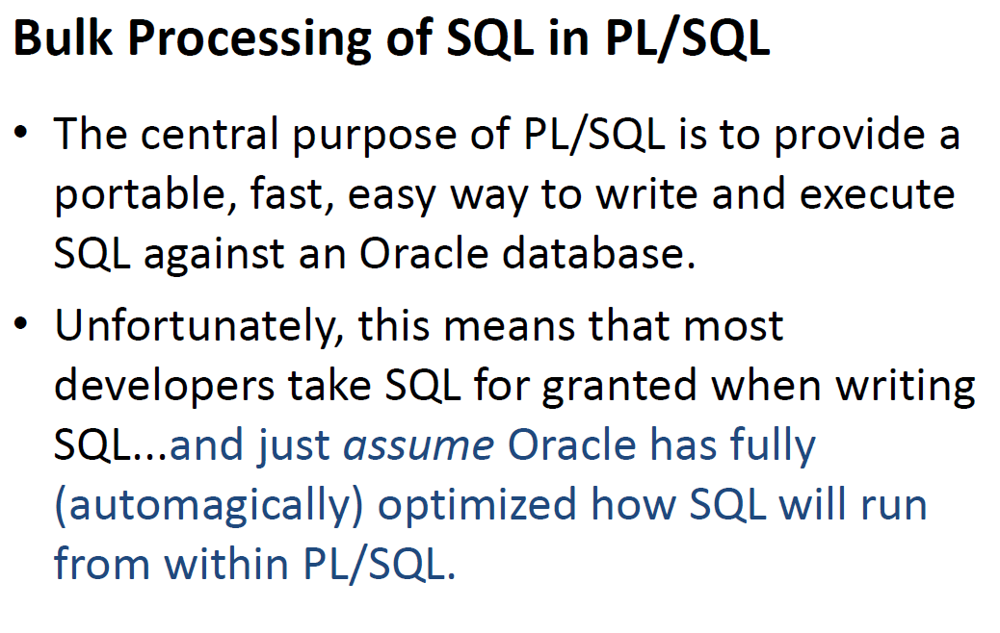 Bulk Processing of SQL in PL/SQL
• The central purpose of PL/SQL is to provide a
portable, fast, easy way to write and execute
SQL against an Oracle database.
• Unfortunately, this means that most
developers take SQL for granted when writing
SQL...and just assume Oracle has fully
(automagically) optimized how SQL will run
from within PL/SQL.